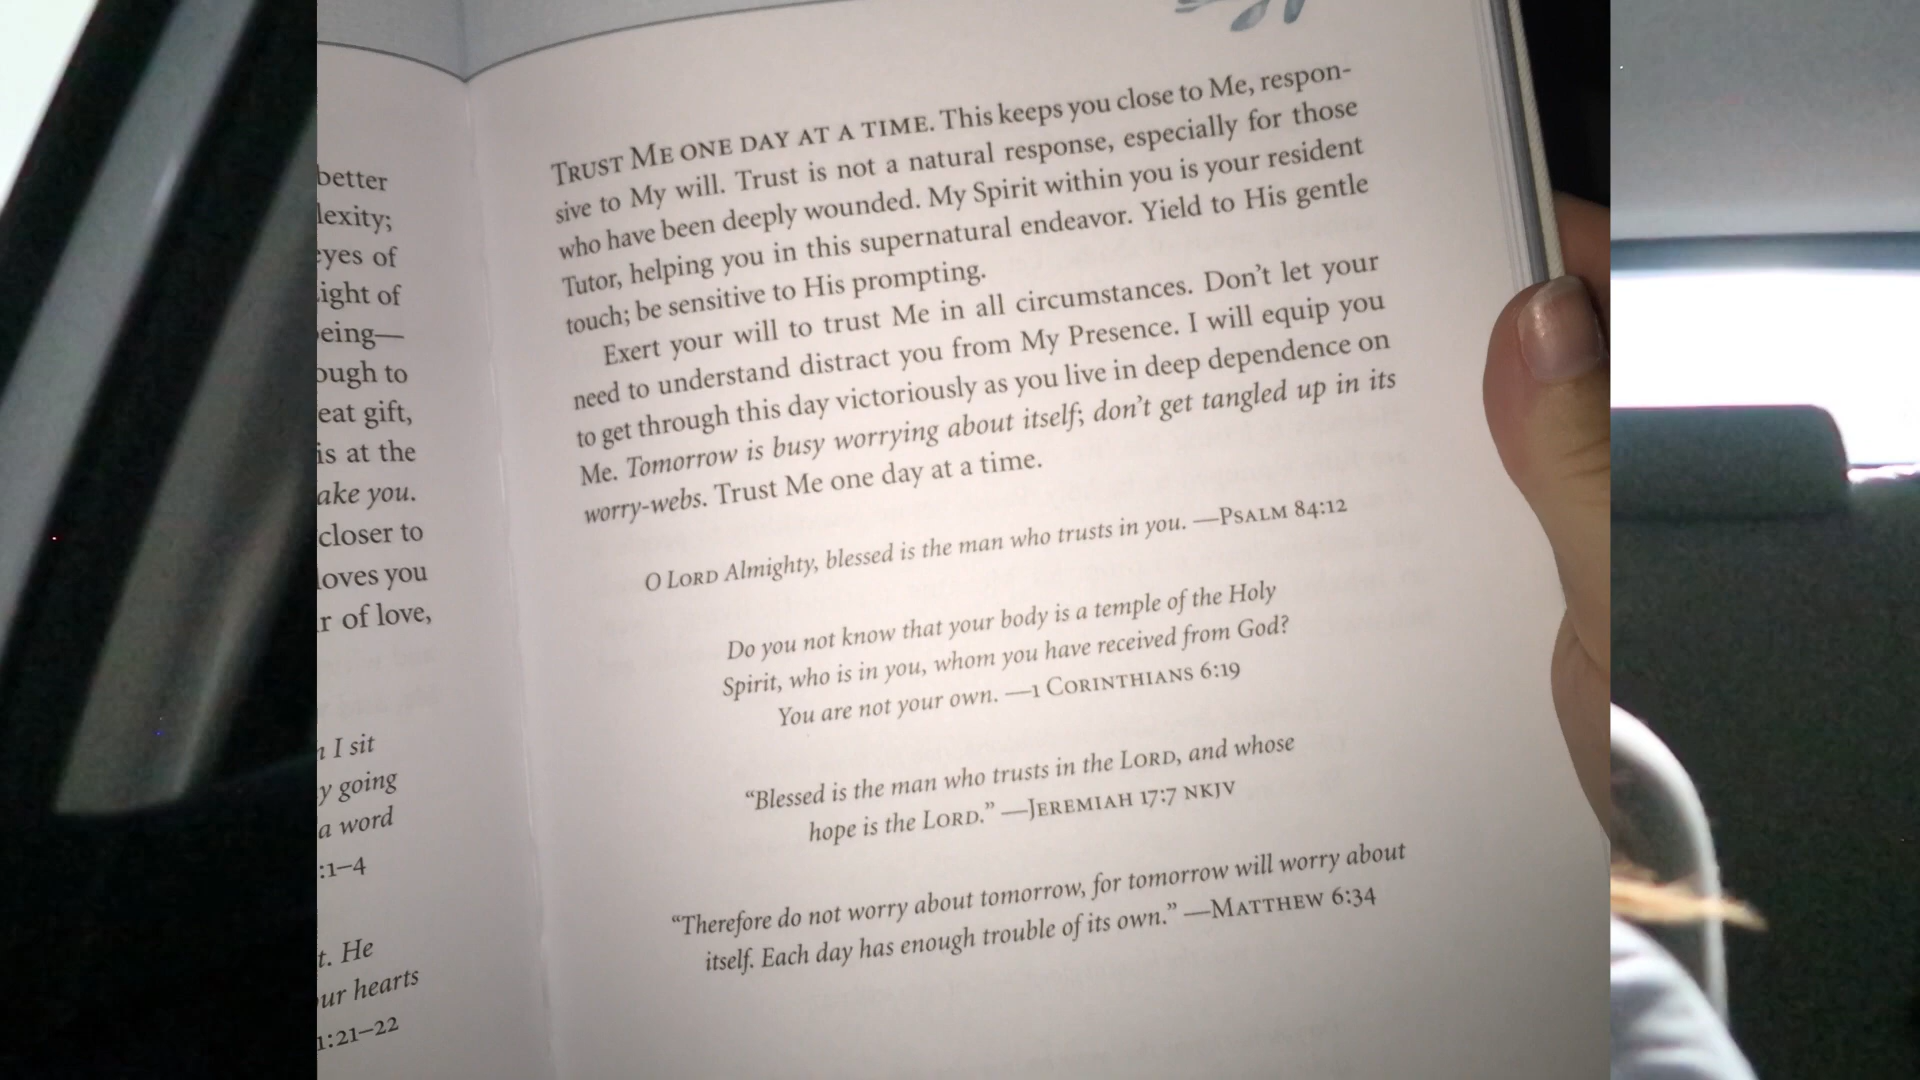 better
lexity;
eyes of
Light of
being—
ough to
eat gift,
is at the
ake you.
closer to
loves you
r of love,
I sit
y going
a word
:1–4
t. He
our hearts
1:21–22
TRUST ME ONE DAY AT A TIME. This keeps you close to Me, respon-
sive to My will. Trust is not a natural response, especially for those
who have been deeply wounded. My Spirit within you is your resident
Tutor, helping you in this supernatural endeavor. Yield to His gentle
touch; be sensitive to His prompting.
Exert your will to trust Me in all circumstances. Don’t let your
need to understand distract you from My Presence. I will equip you
to get through this day victoriously as you live in deep dependence on
Me. Tomorrow is busy worrying about itself; don’t get tangled up in its
worry-webs. Trust Me one day at a time.
O LORD Almighty, blessed is the man who trusts in you. —PSALM 84:12
Do you not know that your body is a temple of the Holy
Spirit, who is in you, whom you have received from God?
You are not your own. —1 CORINTHIANS 6:19
“Blessed is the man who trusts in the LORD, and whose
hope is the LORD.” —JEREMIAH 17:7 NKJV
“Therefore do not worry about tomorrow, for tomorrow will worry about
itself. Each day has enough trouble of its own.” —MATTHEW 6:34